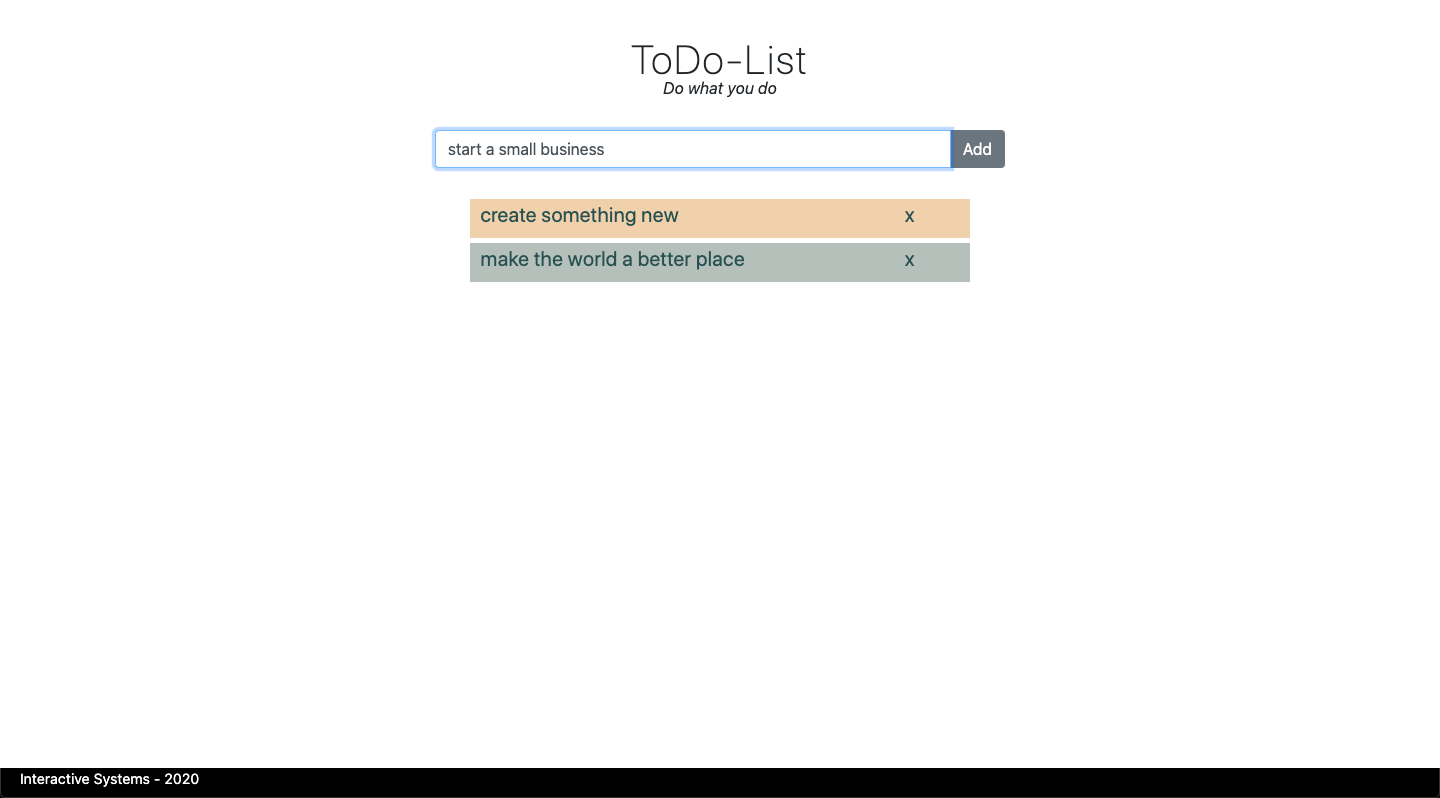 ToDo-List
Do what you do
start a small business Add
create something new x
make the world a better place x
Interactive Systems - 2020